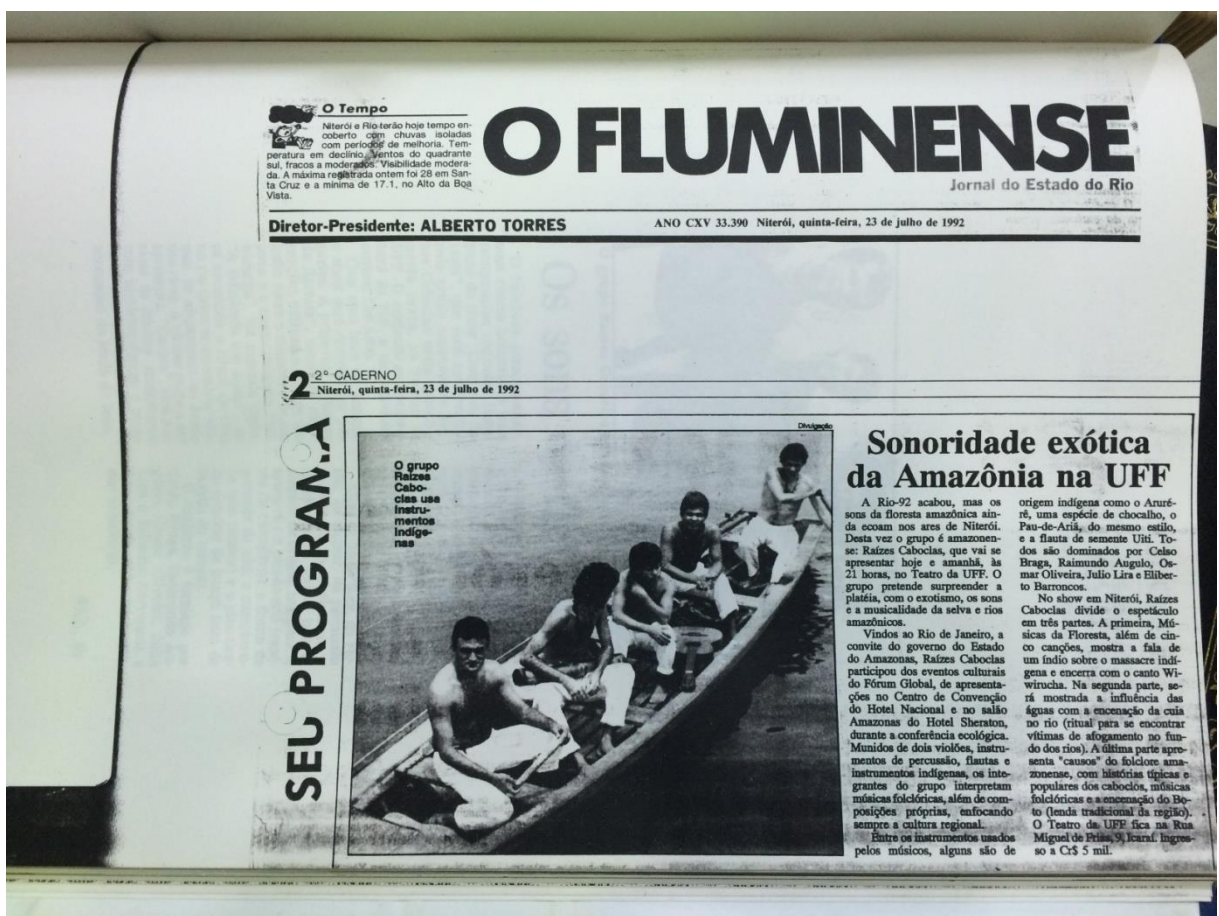 O Tempo
Niterói e Rio terão hoje tempo en-
coberto com chuvas isoladas
com períodos de melhoria. Tem-
peratura em declínio. Ventos do quadrante
sul, fracos a moderados. Visibilidade modera-
da. A máxima registrada ontem foi 28 em San-
ta Cruz e a mínima de 17.1, no Alto da Boa
Vista.
O FLUMINENSE
Jornal do Estado do Rio
Diretor-Presidente: ALBERTO TORRES
ANO CXV 33.390 Niterói, quinta-feira, 23 de julho de 1992
2 2º CADERNO
Niterói, quinta-feira, 23 de julho de 1992
SEU PROGRAMA
Divulgação
O grupo
Raízes
Cabo-
clas usa
instru-
mentos
indíge-
nas
Sonoridade exótica
da Amazônia na UFF
A Rio-92 acabou, mas os
sons da floresta amazônica ain-
da ecoam nos ares de Niterói.
Desta vez o grupo é amazonen-
se: Raízes Caboclas, que vai se
apresentar hoje e amanhã, às
21 horas, no Teatro da UFF. O
grupo pretende surpreender a
platéia, com o exotismo, os sons
e a musicalidade da selva e rios
amazônicos.
Vindos ao Rio de Janeiro, a
convite do governo do Estado
do Amazonas, Raízes Caboclas
participou dos eventos culturais
do Fórum Global, de apresenta-
ções no Centro de Convenção
do Hotel Nacional e no salão
Amazonas do Hotel Sheraton,
durante a conferência ecológica.
Munidos de dois violões, instru-
mentos de percussão, flautas e
instrumentos indígenas, os inte-
grantes do grupo interpretam
músicas folclóricas, além de com-
posições próprias, enfocando
sempre a cultura regional.
Entre os instrumentos usados
pelos músicos, alguns são de
origem indígena como o Aruré-
rê, uma espécie de chocalho, o
Pau-de-Ariã, do mesmo estilo,
e a flauta de semente Uiti. To-
dos são dominados por Celso
Braga, Raimundo Angulo, Os-
mar Oliveira, Julio Lira e Eliber-
to Barroncos.
No show em Niterói, Raízes
Caboclas divide o espetáculo
em três partes. A primeira, Mú-
sicas da Floresta, além de cin-
co canções, mostra a fala de
um índio sobre o massacre indí-
gena e encerra com o canto Wi-
wirucha. Na segunda parte, se-
rá mostrada a influência das
águas com a encenação da cuia
no rio (ritual para se encontrar
vítimas de afogamento no fun-
do dos rios). A última parte apre-
senta "causos" do folclore ama-
zonense, com histórias típicas e
populares dos caboclos, músicas
folclóricas e a encenação do Bo-
to (lenda tradicional da região).
O Teatro da UFF fica na Rua
Miguel de Frias, 9, Icaraí. Ingres-
so a Cr$ 5 mil.